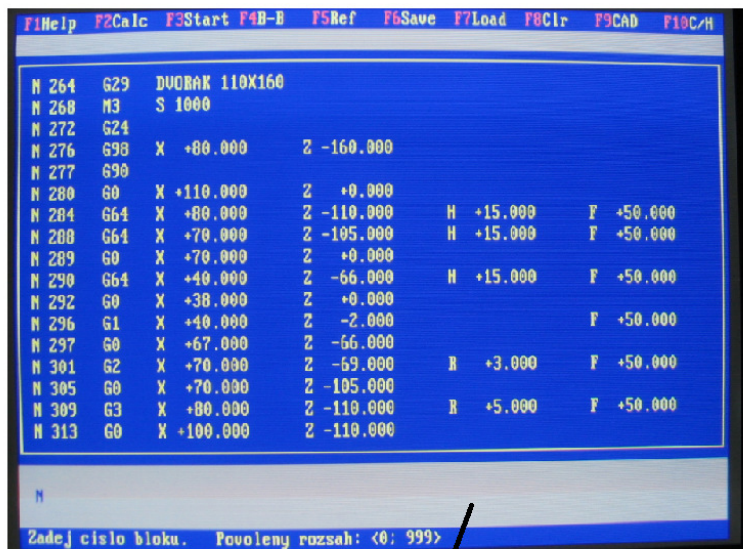 F1Help F2Calc F3Start F4B-B F5Ref F6Save F7Load F8Clr F9CAD F10C/H
N 264 G29 DVORAK 110X160
N 268 M3 S 1000
N 272 G24
N 276 G98 X +80.000 Z -160.000
N 277 G90
N 280 G0 X +110.000 Z +0.000
N 284 G64 X +80.000 Z -110.000 H +15.000 F +50.000
N 288 G64 X +70.000 Z -105.000 H +15.000 F +50.000
N 289 G0 X +70.000 Z +0.000
N 290 G64 X +40.000 Z -66.000 H +15.000 F +50.000
N 292 G0 X +38.000 Z +0.000
N 296 G1 X +40.000 Z -2.000 F +50.000
N 297 G0 X +67.000 Z -66.000
N 301 G2 X +70.000 Z -69.000 R +3.000 F +50.000
N 305 G0 X +70.000 Z -105.000
N 309 G3 X +80.000 Z -110.000 R +5.000 F +50.000
N 313 G0 X +100.000 Z -110.000
N
Zadej cislo bloku. Povoleny rozsah: <0; 999>